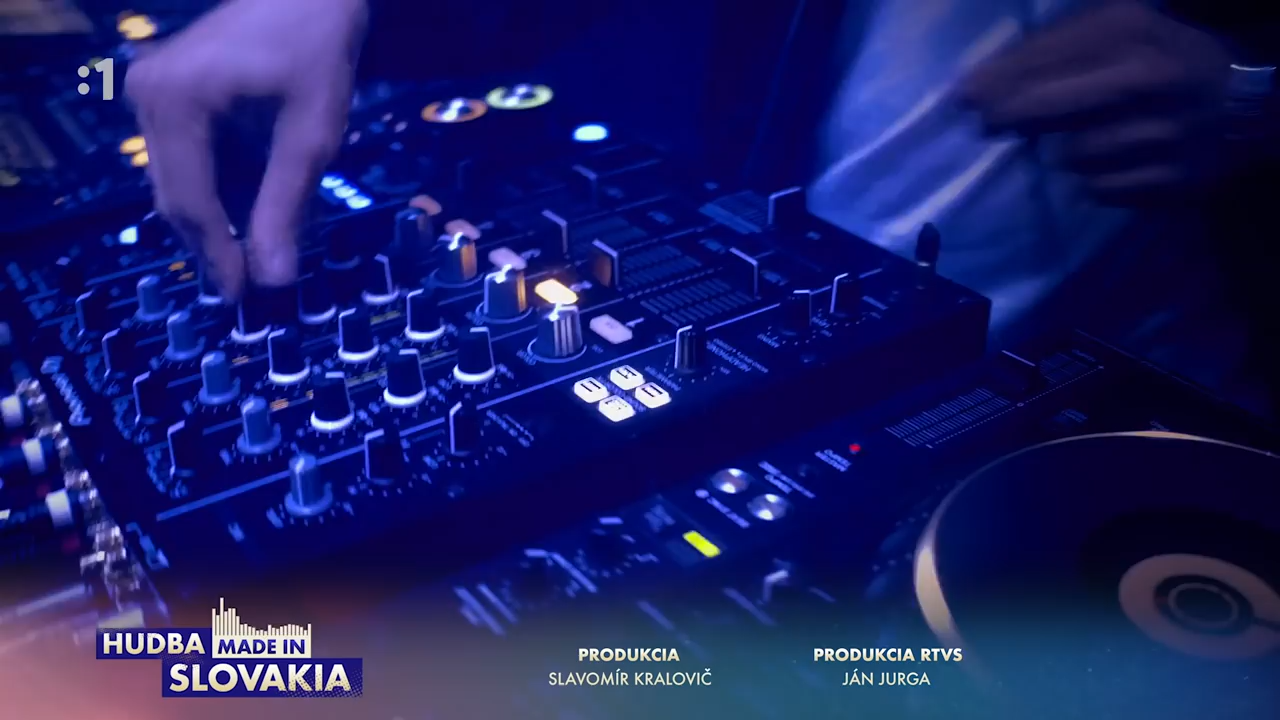 :1
HUDBA MADE IN
SLOVAKIA
PRODUKCIA
SLAVOMÍR KRALOVIČ
PRODUKCIA RTVS
JÁN JURGA